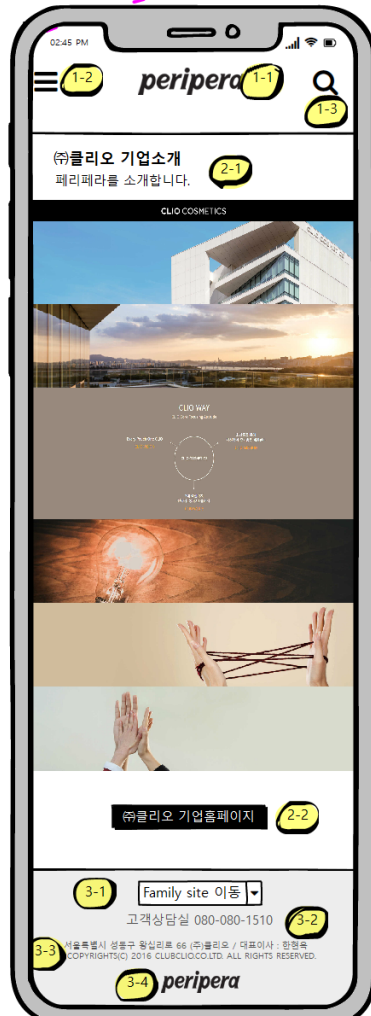 02:45 PM
1-2
peripera
1-1
1-3
㈜클리오 기업소개
페리페라를 소개합니다.
2-1
CLIO COSMETICS
CLIO WAY
㈜클리오 기업홈페이지
2-2
3-1
Family site 이동
고객상담실 080-080-1510
3-2
3-3
서울특별시 성동구 왕십리로 66 (주)클리오 / 대표이사 : 한현옥
COPYRIGHTS(C) 2016 CLUBCLIO.CO.LTD. ALL RIGHTS RESERVED.
3-4
peripera